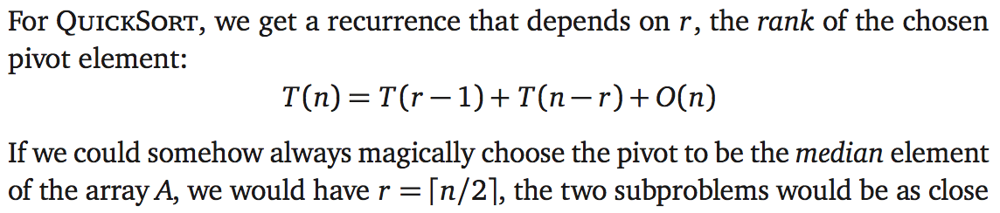 For QUICKSORT, we get a recurrence that depends on r, the rank of the chosen
pivot element:
T(n) = T(r − 1) + T(n − r) + O(n)
If we could somehow always magically choose the pivot to be the median element
of the array A, we would have r = ⌈n/2⌉, the two subproblems would be as close